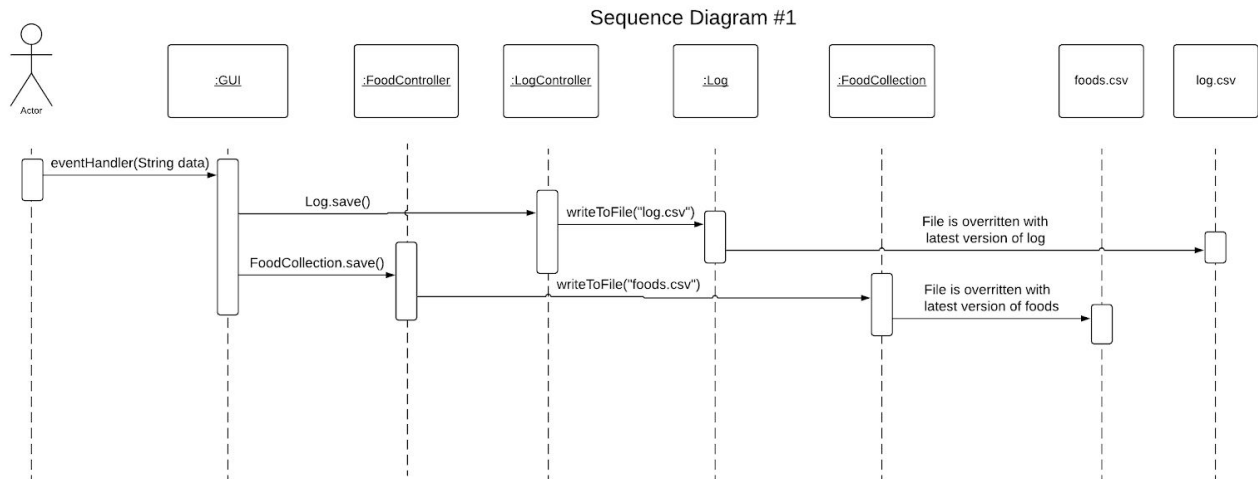 Sequence Diagram #1
Actor
:GUI
:FoodController
:LogController
:Log
:FoodCollection
foods.csv
log.csv
eventHandler(String data)
Log.save()
writeToFile("log.csv")
File is overritten with
latest version of log
FoodCollection.save()
writeToFile("foods.csv")
File is overritten with
latest version of foods